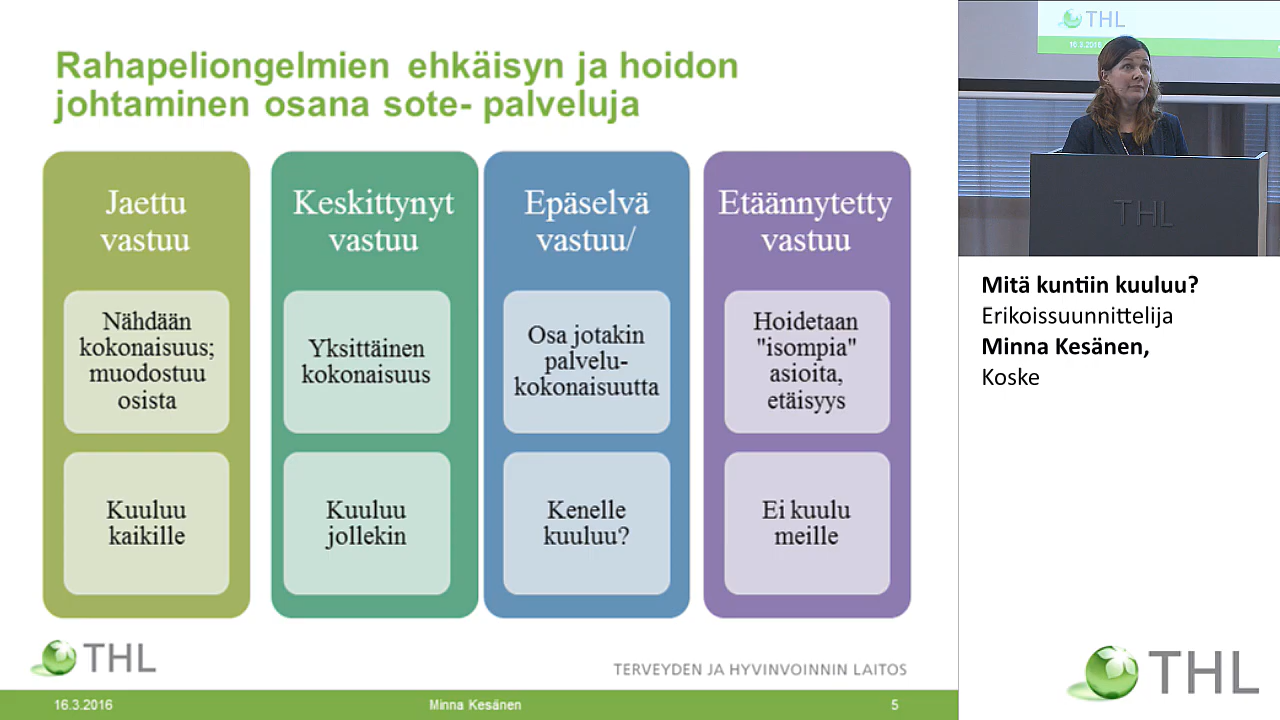 Rahapeliongelmien ehkäisyn ja hoidon
johtaminen osana sote- palveluja
Jaettu
vastuu
Nähdään
kokonaisuus;
muodostuu
osista
Kuuluu
kaikille
Keskittynyt
vastuu
Yksittäinen
kokonaisuus
Kuuluu
jollekin
Epäselvä
vastuu/
Osa jotakin
palvelu-
kokonaisuutta
Kenelle
kuuluu?
Etäännytetty
vastuu
Hoidetaan
"isompia"
asioita,
etäisyys
Ei kuulu
meille
THL
TERVEYDEN JA HYVINVOINNIN LAITOS
16.3.2016 Minna Kesänen 5
THL
16.3.2016
THL
Mitä kuntiin kuuluu?
Erikoissuunnittelija
Minna Kesänen,
Koske
THL